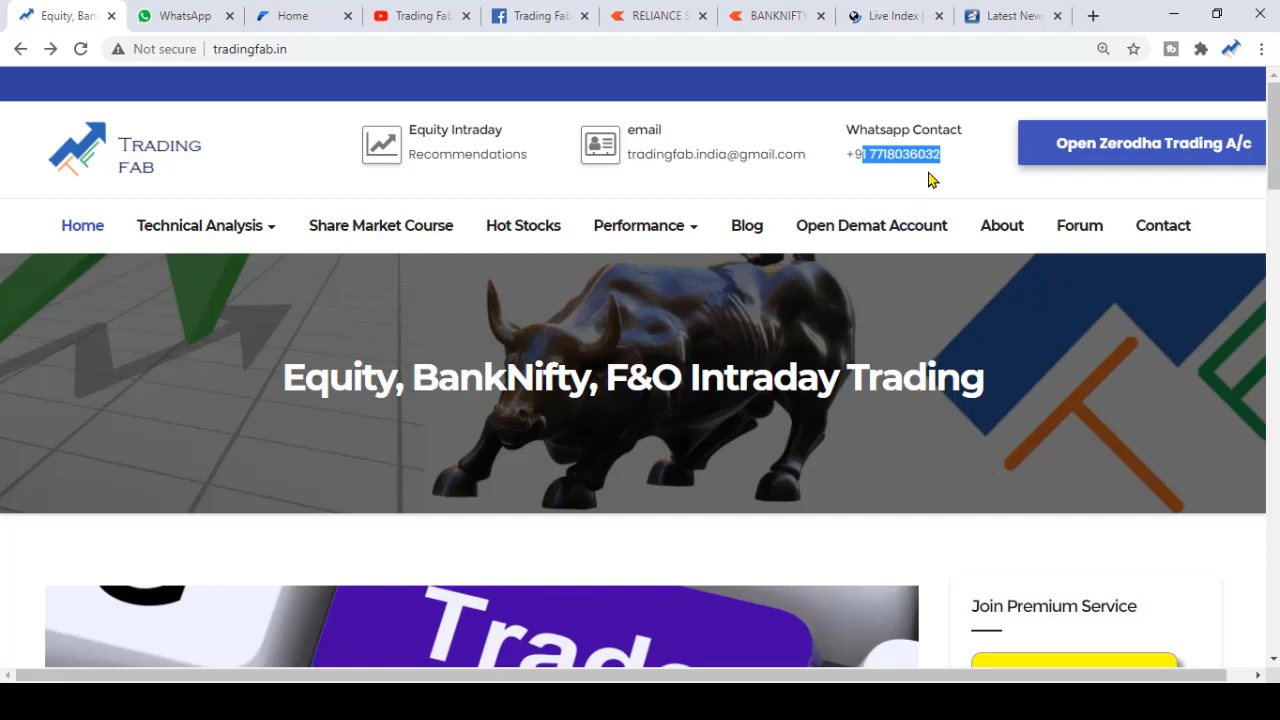 Equity, Ban
WhatsApp
Home
Trading Fab
Trading Fab
RELIANCE S
BANKNIFTY
Live Index |
Latest New
Not secure | tradingfab.in
tb
TRADING
FAB
Equity Intraday
Recommendations
email
tradingfab.india@gmail.com
Whatsapp Contact
+91 7718036032
Open Zerodha Trading A/c
Home
Technical Analysis
Share Market Course
Hot Stocks
Performance
Blog
Open Demat Account
About
Forum
Contact
Equity, BankNifty, F&O Intraday Trading
Trade
Join Premium Service